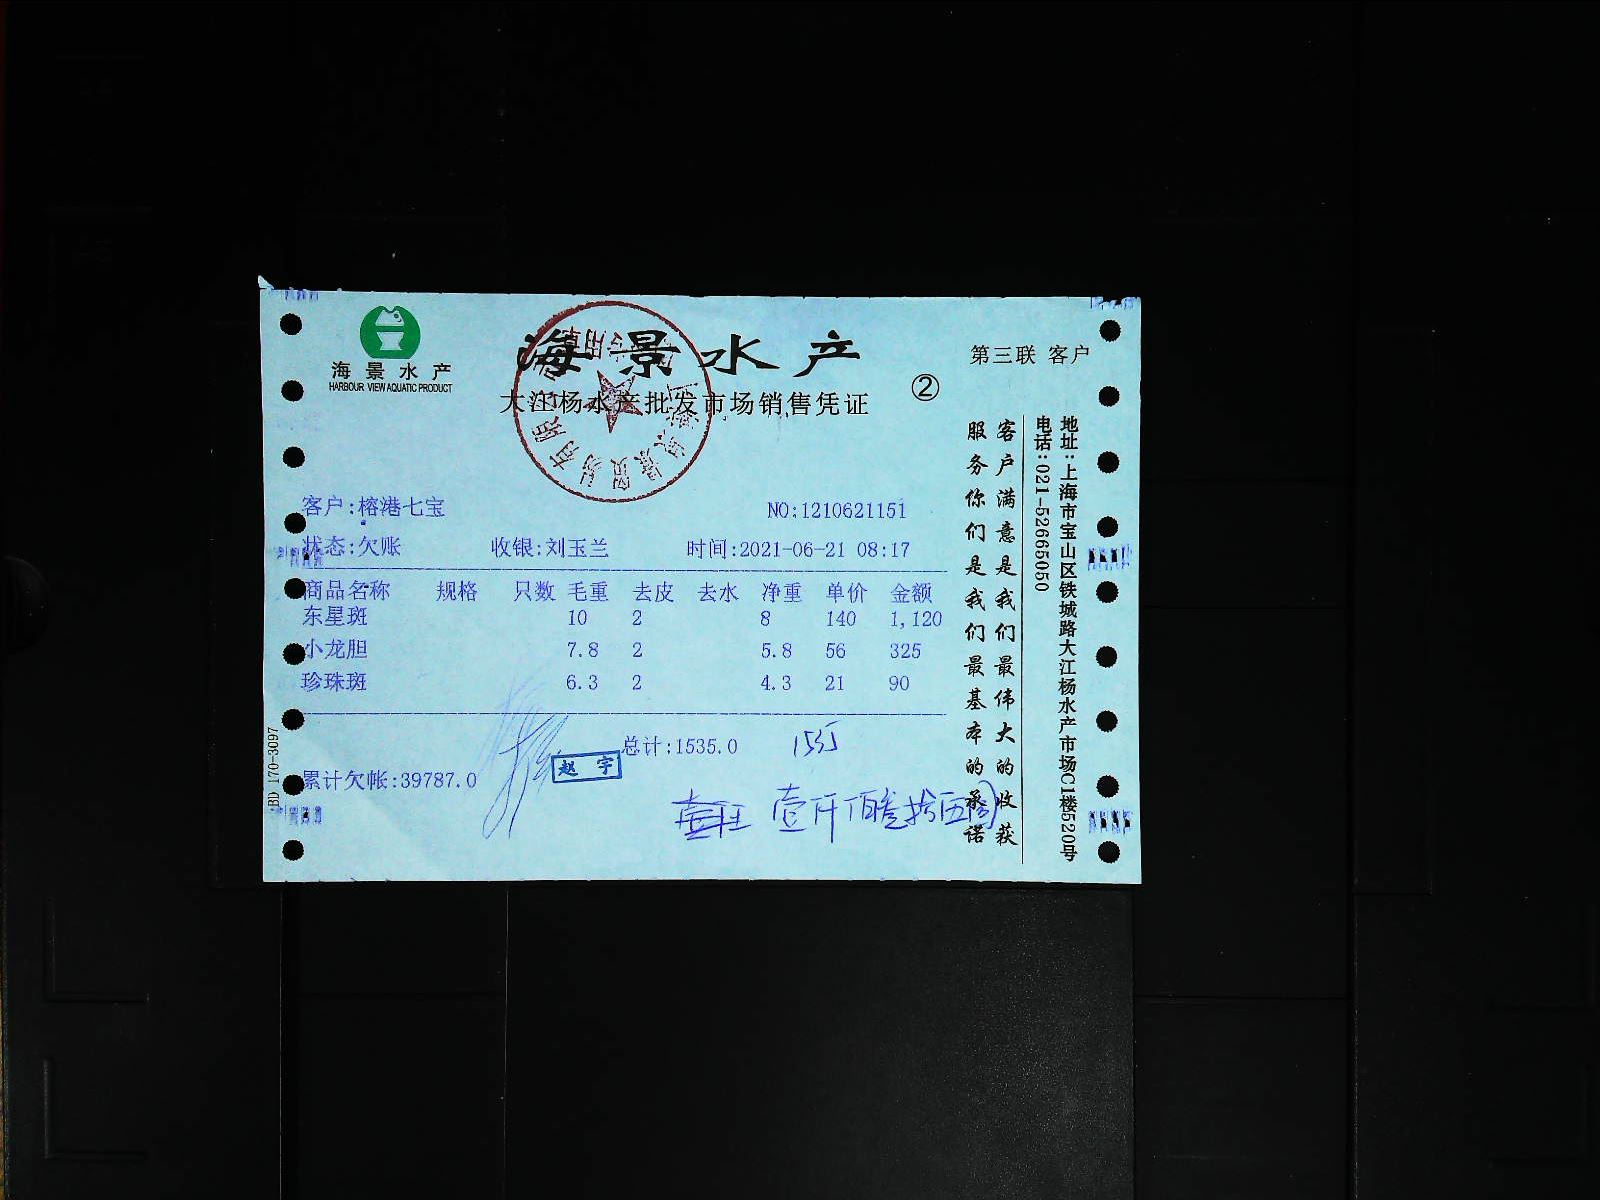 海景水产
HARBOUR VIEW AQUATIC PRODUCT
海景水产
大江杨水产批发市场销售凭证
②
第三联 客户
客户:榕港七宝
NO:1210621151
状态:欠账 收银:刘玉兰 时间:2021-06-21 08:17
商品名称 规格 只数 毛重 去皮 去水 净重 单价 金额
东星斑 10 2 8 140 1,120
小龙胆 7.8 2 5.8 56 325
珍珠斑 6.3 2 4.3 21 90
总计:1535.0
赵宇
累计欠帐:39787.0
BD 170-3097
客户满意是我们最伟大的收获
服务你们是我们最基本的承诺
地址:上海市宝山区铁城路大江杨水产市场C1楼520号
电话:021-52665050